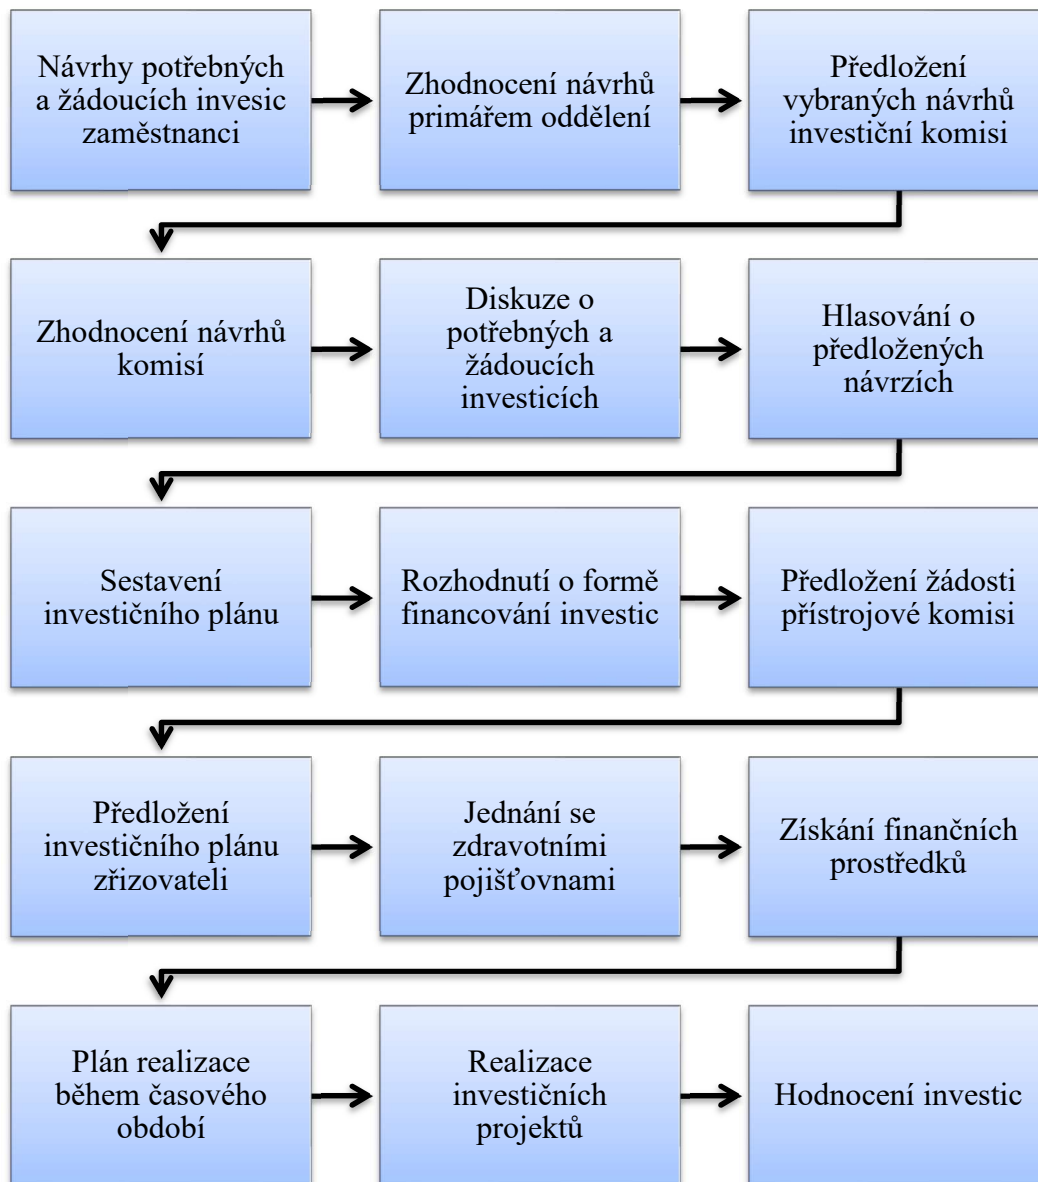 Návrhy potřebných
a žádoucích invesic
zaměstnanci
Zhodnocení návrhů
primářem oddělení
Předložení
vybraných návrhů
investiční komisi
Zhodnocení návrhů
komisí
Diskuze o
potřebných a
žádoucích
investicích
Hlasování o
předložených
návrzích
Sestavení
investičního plánu
Rozhodnutí o formě
financování investic
Předložení žádosti
přístrojové komisi
Předložení
investičního plánu
zřizovateli
Jednání se
zdravotními
pojišťovnami
Získání finančních
prostředků
Plán realizace
během časového
období
Realizace
investičních
projektů
Hodnocení investic